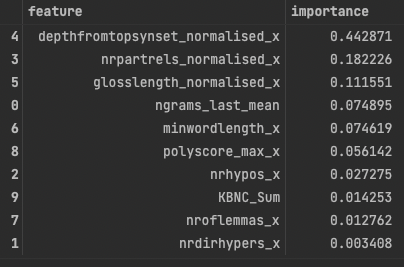 feature importance
4 depthfromtopsynset_normalised_x 0.442871
3 nrpartrels_normalised_x 0.182226
5 glosslength_normalised_x 0.111551
0 ngrams_last_mean 0.074895
6 minwordlength_x 0.074619
8 polyscore_max_x 0.056142
2 nrhypos_x 0.027275
9 KBNC_Sum 0.014253
7 nroflemmas_x 0.012762
1 nrdirhypers_x 0.003408